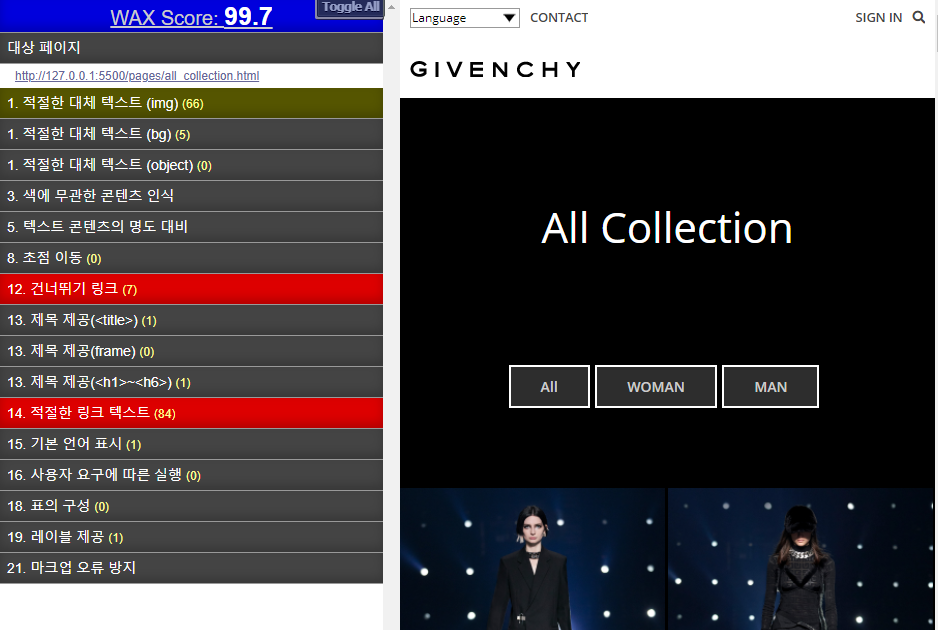 WAX Score: 99.7
Toggle All
대상 페이지
http://127.0.0.1:5500/pages/all_collection.html
1. 적절한 대체 텍스트 (img) (66)
1. 적절한 대체 텍스트 (bg) (5)
1. 적절한 대체 텍스트 (object) (0)
3. 색에 무관한 콘텐츠 인식
5. 텍스트 콘텐츠의 명도 대비
8. 초점 이동 (0)
12. 건너뛰기 링크 (7)
13. 제목 제공(<title>) (1)
13. 제목 제공(frame) (0)
13. 제목 제공(<h1>~<h6>) (1)
14. 적절한 링크 텍스트 (84)
15. 기본 언어 표시 (1)
16. 사용자 요구에 따른 실행 (0)
18. 표의 구성 (0)
19. 레이블 제공 (1)
21. 마크업 오류 방지
Language CONTACT SIGN IN
GIVENCHY
All Collection
All WOMAN MAN